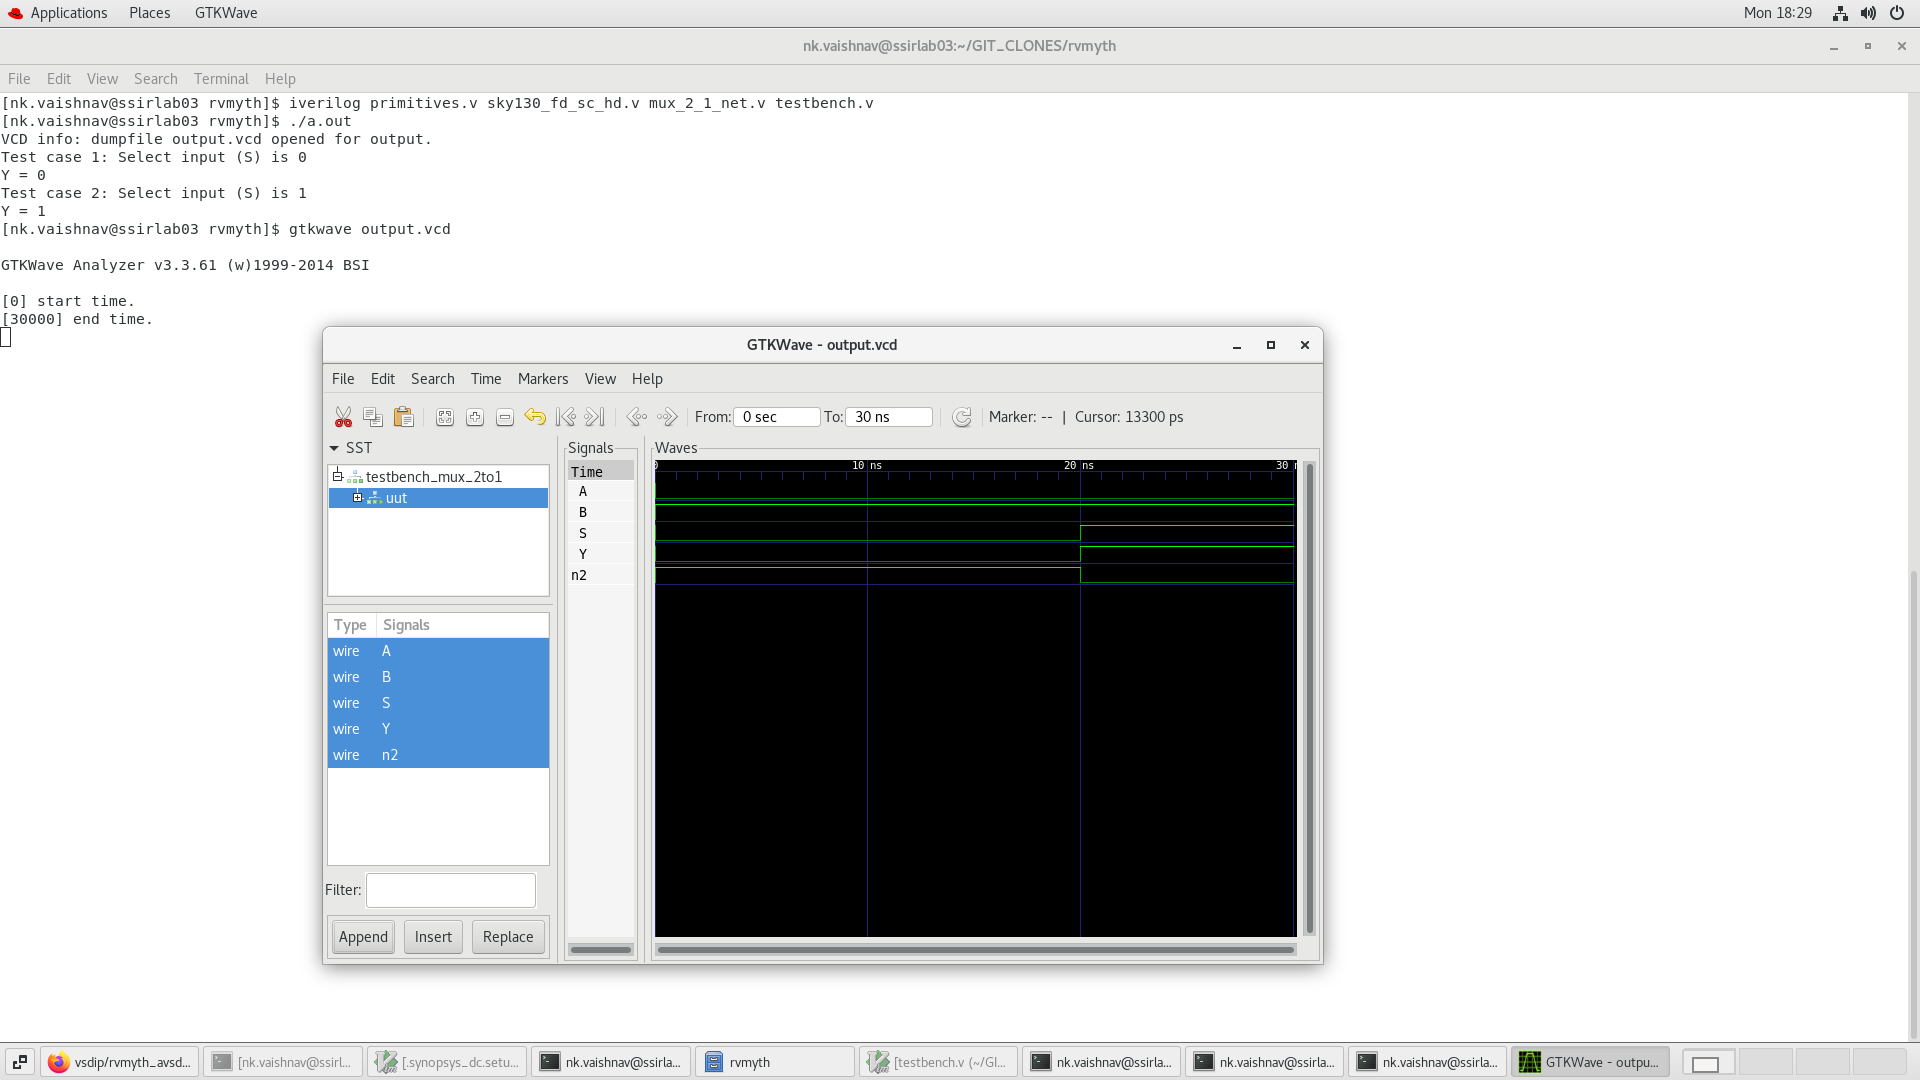 Applications Places GTKWave Mon 18:29
nk.vaishnav@ssirlab03:~/GIT_CLONES/rvmyth
File Edit View Search Terminal Help
[nk.vaishnav@ssirlab03 rvmyth]$ iverilog primitives.v sky130_fd_sc_hd.v mux_2_1_net.v testbench.v
[nk.vaishnav@ssirlab03 rvmyth]$ ./a.out
VCD info: dumpfile output.vcd opened for output.
Test case 1: Select input (S) is 0
Y = 0
Test case 2: Select input (S) is 1
Y = 1
[nk.vaishnav@ssirlab03 rvmyth]$ gtkwave output.vcd
GTKWave Analyzer v3.3.61 (w)1999-2014 BSI
[0] start time.
[30000] end time.
GTKWave - output.vcd
File Edit Search Time Markers View Help
From: 0 sec To: 30 ns Marker: -- | Cursor: 13300 ps
SST
testbench_mux_2to1
uut
Type Signals
wire A
wire B
wire S
wire Y
wire n2
Filter:
Append Insert Replace
Signals
Time
A
B
S
Y
n2
Waves
0 10 ns 20 ns 30 n
vsdip/rvmyth_avsd... [nk.vaishnav@ssirl... [.synopsys_dc.setu... nk.vaishnav@ssirla... rvmyth [testbench.v (~/GI... nk.vaishnav@ssirla... nk.vaishnav@ssirla... nk.vaishnav@ssirla... GTKWave - outpu...